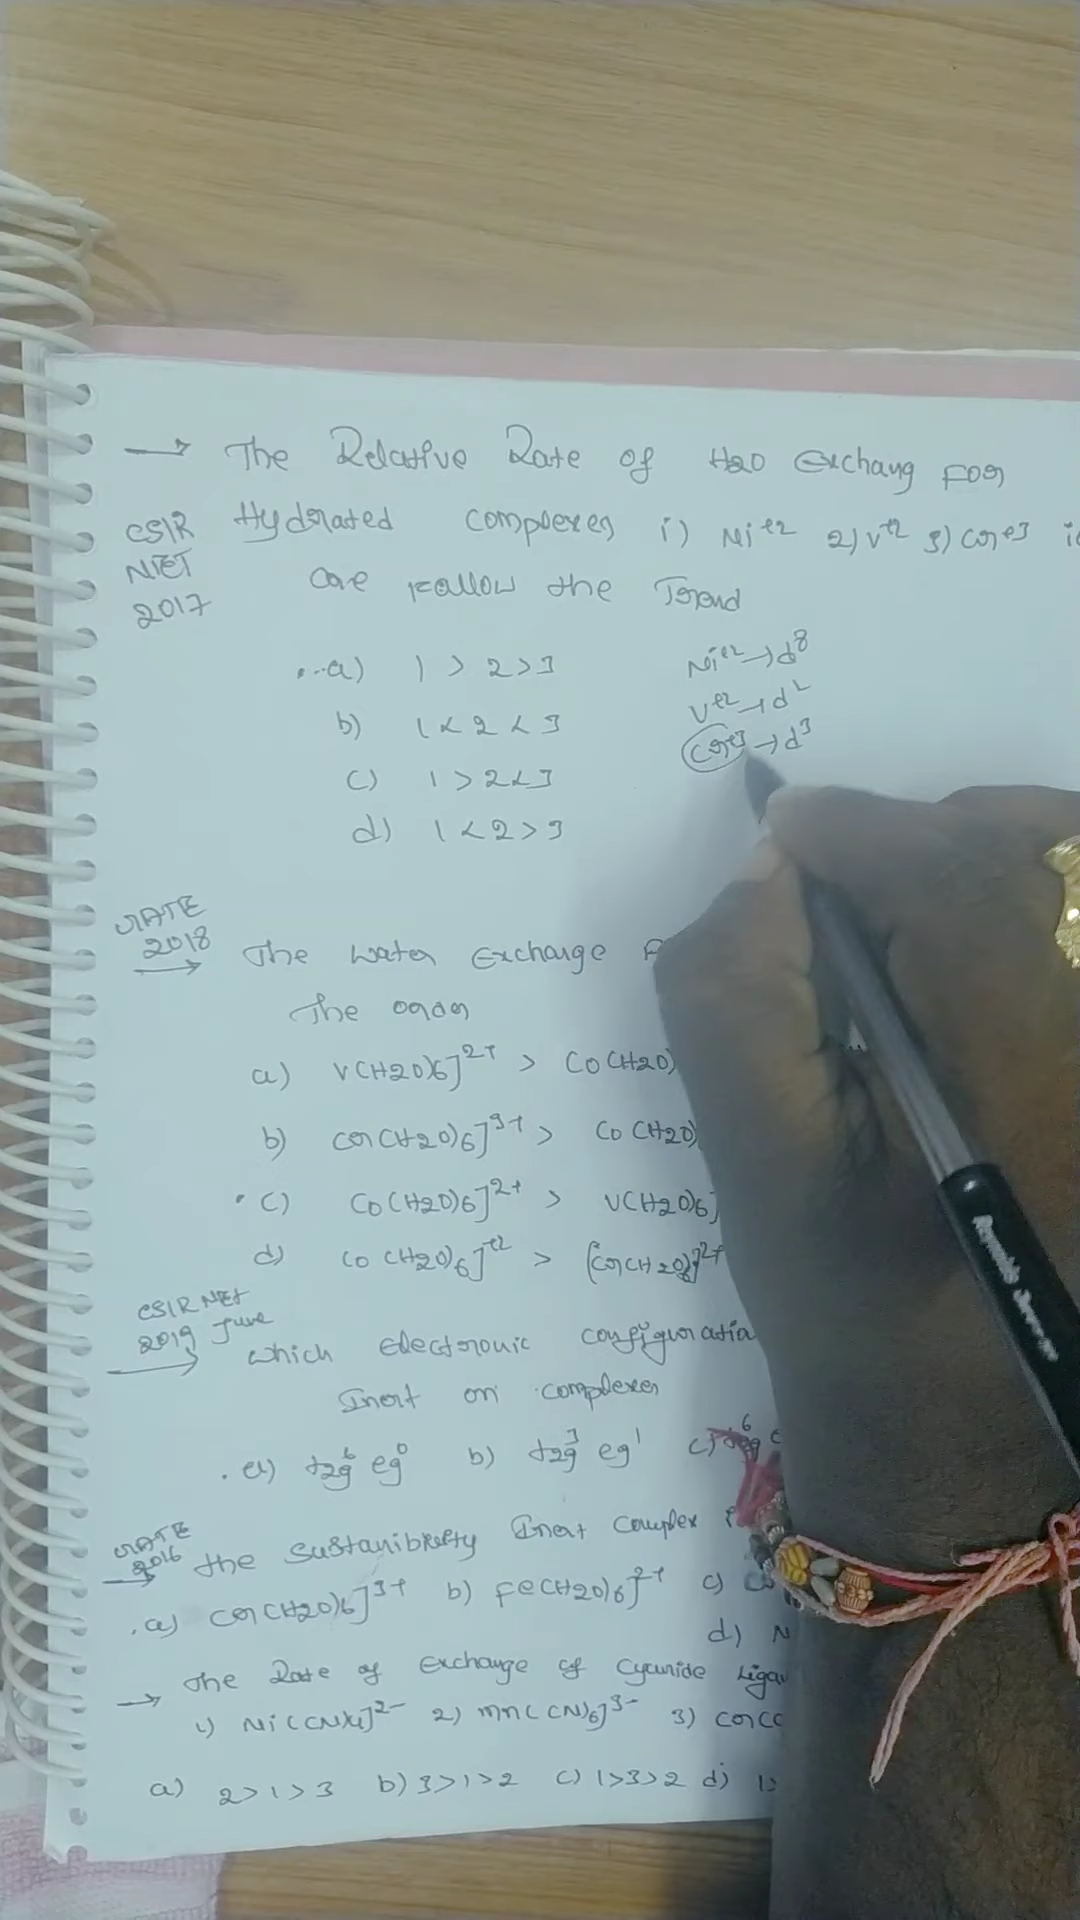 → The Relative Rate of H2O Exchang For
CSIR NET 2017
Hydrated complexes i) Ni+2 2) V+2 3) Cr+3
are Follow the Trend
a) 1 > 2 > 3
b) 1 < 2 < 3
c) 1 > 2 < 3
d) 1 < 2 > 3
Ni+2 → d8
V+2 → d2
Cr+3 → d3
GATE 2018
→ The water Exchange
The order
a) V(H2O)6]2+ > Co(H2O)
b) Cr(H2O)6]3+ > Co(H2O)
c) Co(H2O)6]2+ > V(H2O)6]
d) Co(H2O)6]+2 > [Cr(H2O)6]2+
CSIR NET 2019 June
→ which electronic configuratio
Inert on complexes
a) t2g6 eg0 b) t2g3 eg1 c)
GATE 2016
→ the Inert complex
a) Cr(H2O)6]3+ b) Fe(H2O)6]2+ c)
d) N
→ The Rate of Exchange of Cyanide Liga
1) Ni(CN)4]2- 2) Mn(CN)6]3- 3) Cr(C
a) 2>1>3 b) 3>1>2 c) 1>3>2 d) 1>
Reynolds